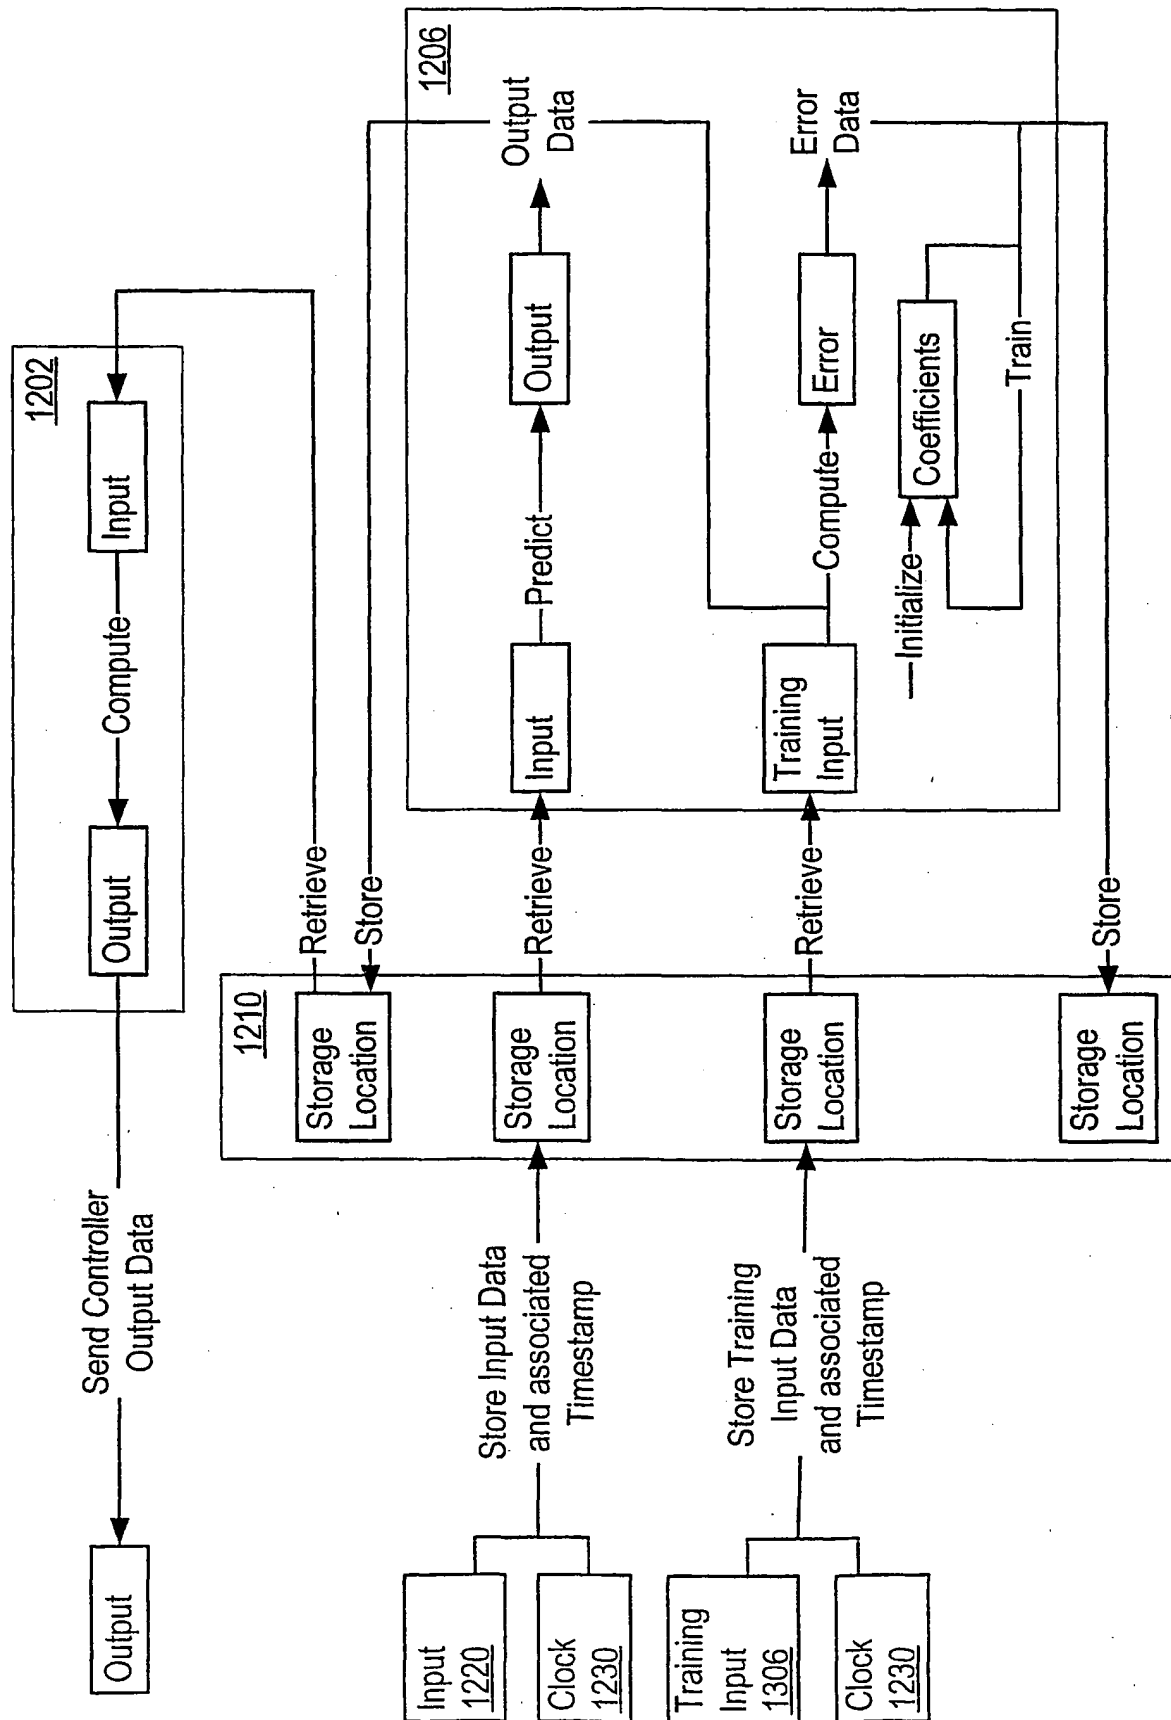 Output
Send Controller
Output Data
1202
Output
Compute
Input
1210
Storage
Location
Retrieve
Store
1206
Input
1220
Clock
1230
Store Input Data
and associated
Timestamp
Storage
Location
Retrieve
Input
Predict
Output
Output
Data
Training
Input
1306
Clock
1230
Store Training
Input Data
and associated
Timestamp
Storage
Location
Retrieve
Training
Input
Compute
Error
Error
Data
Initialize
Coefficients
Train
Storage
Location
Store